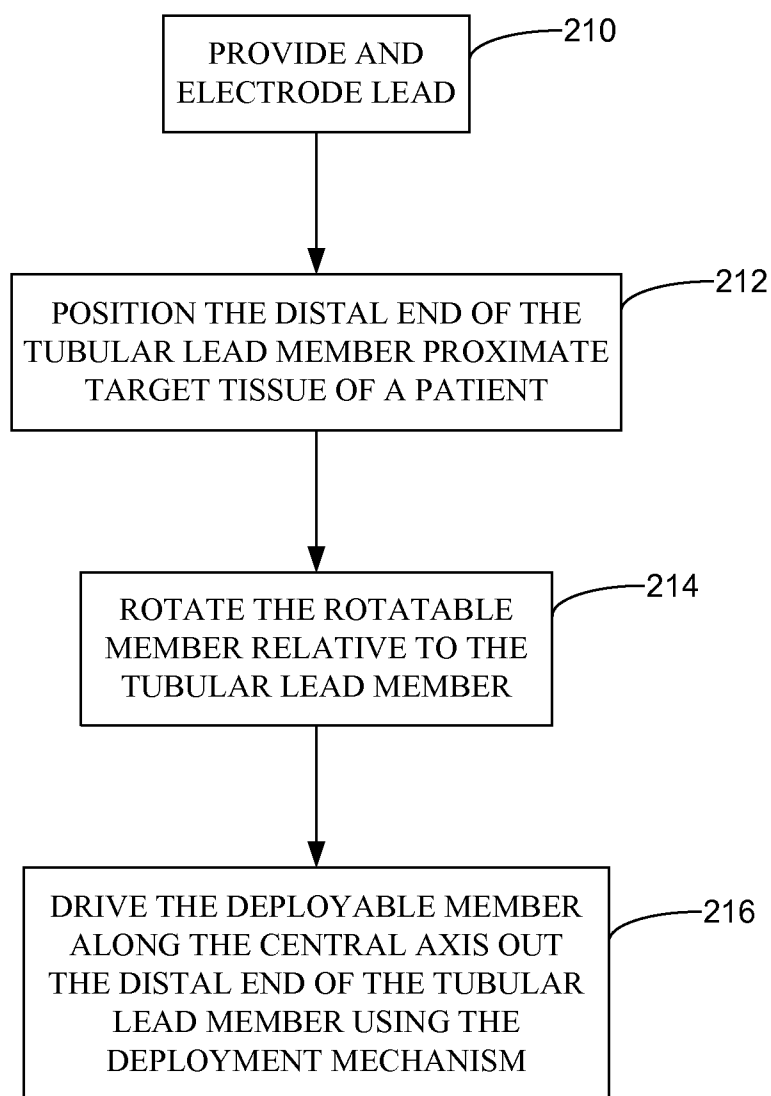 PROVIDE AND
ELECTRODE LEAD
210
POSITION THE DISTAL END OF THE
TUBULAR LEAD MEMBER PROXIMATE
TARGET TISSUE OF A PATIENT
212
ROTATE THE ROTATABLE
MEMBER RELATIVE TO THE
TUBULAR LEAD MEMBER
214
DRIVE THE DEPLOYABLE MEMBER
ALONG THE CENTRAL AXIS OUT
THE DISTAL END OF THE TUBULAR
LEAD MEMBER USING THE
DEPLOYMENT MECHANISM
216